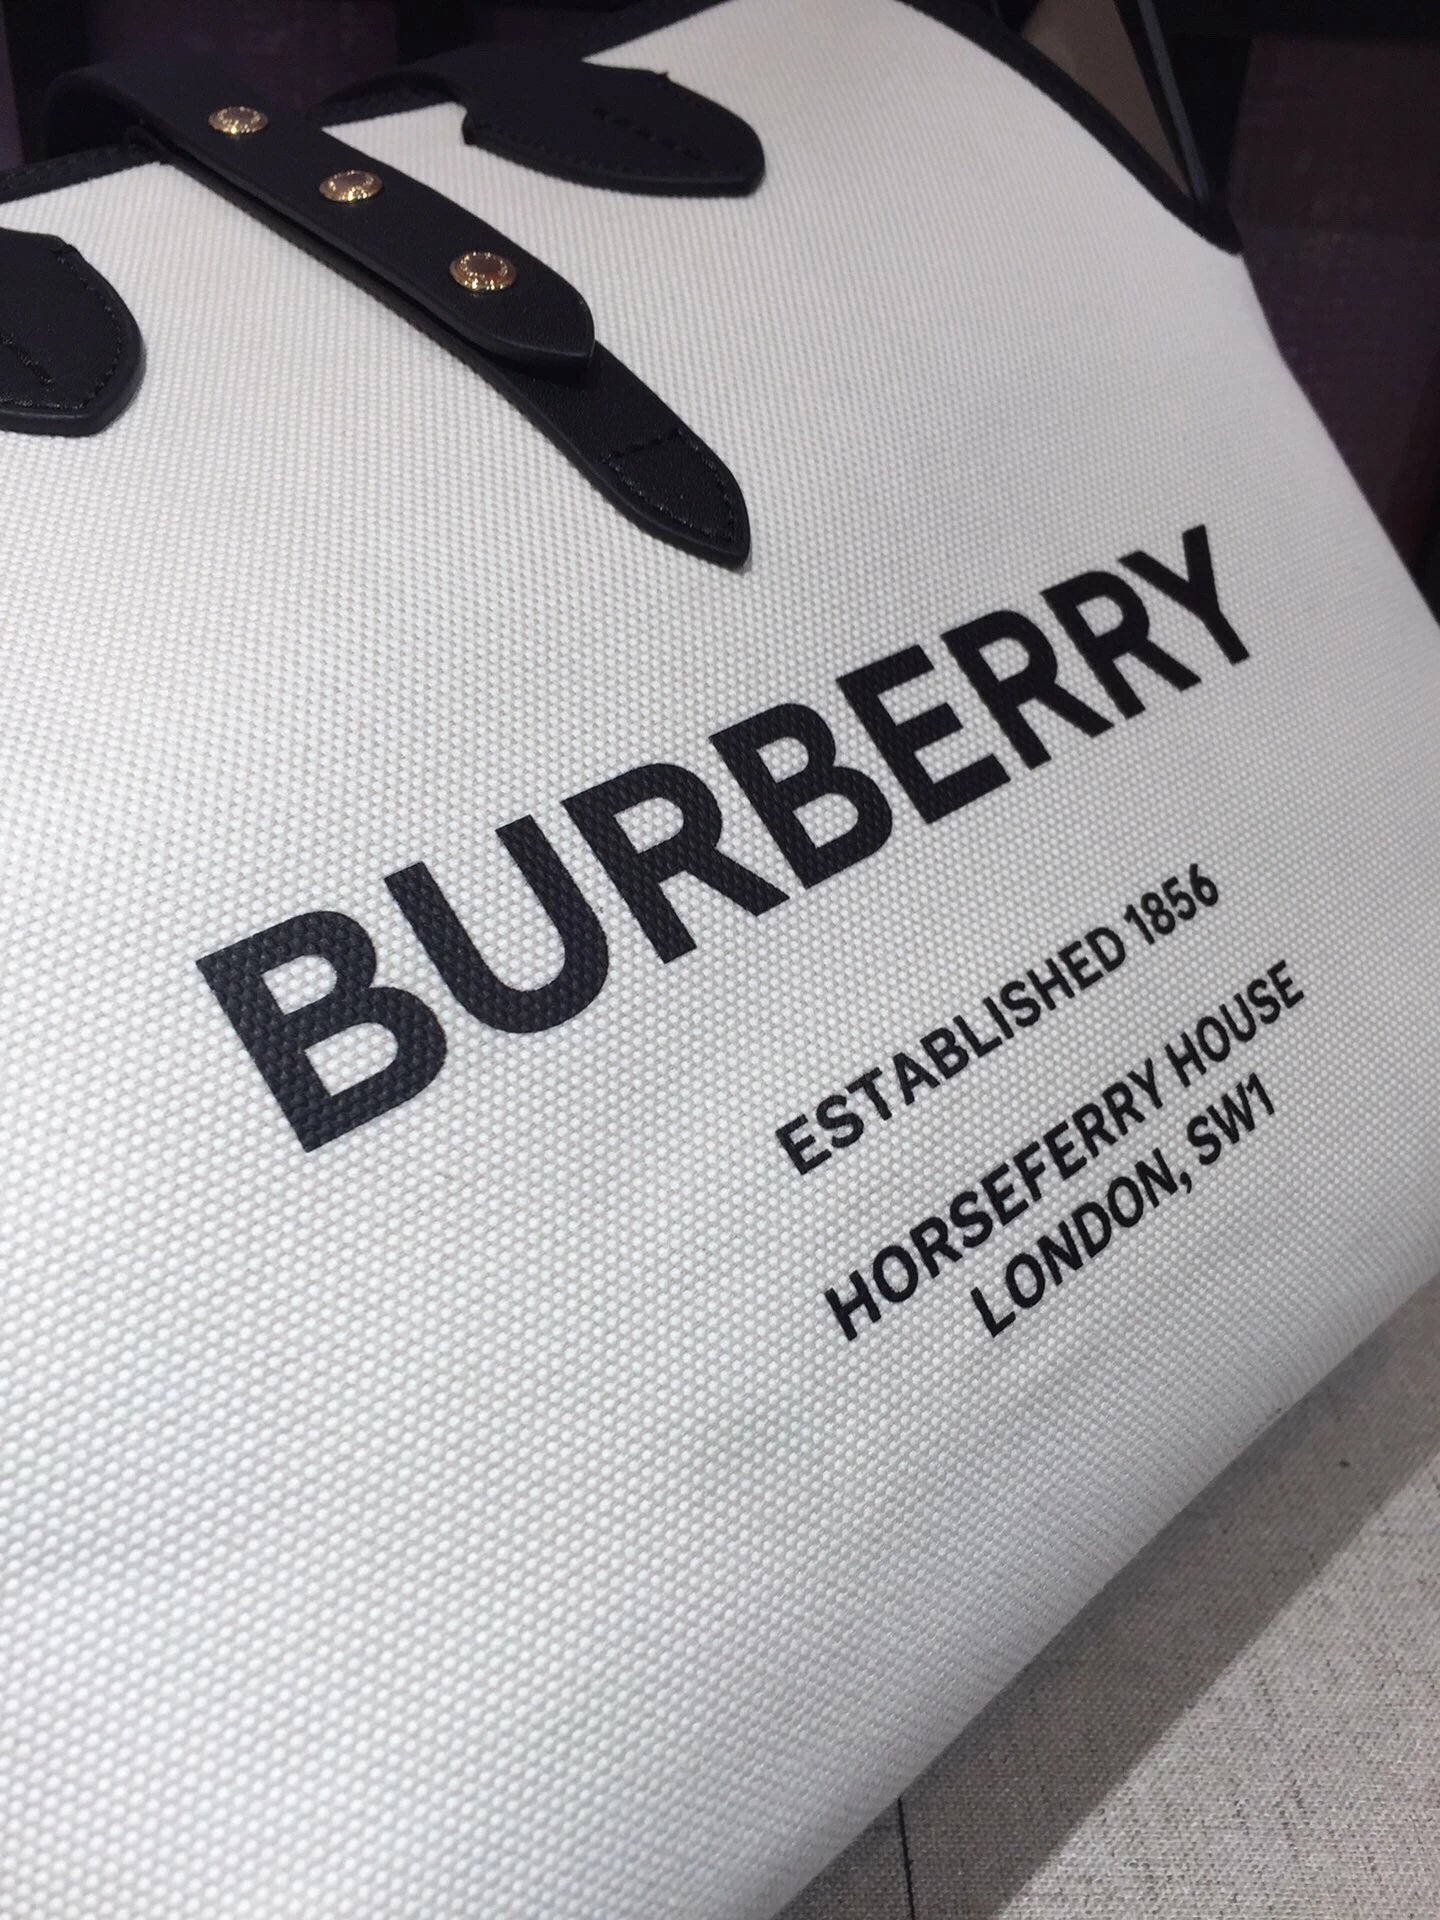 BURBERRY
ESTABLISHED 1856
HORSEFERRY HOUSE
LONDON, SW1